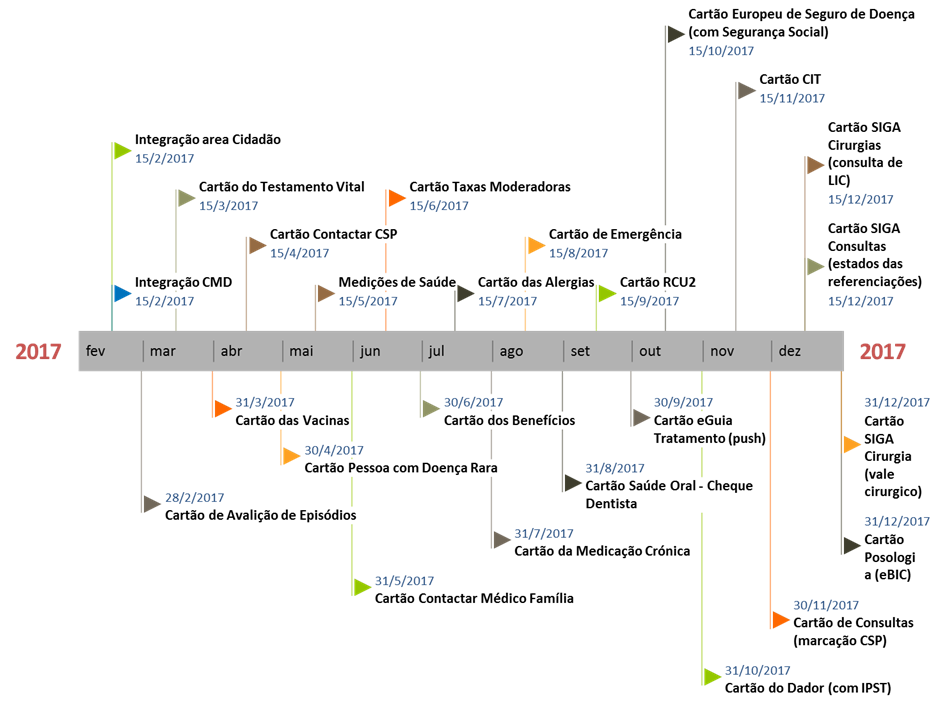 Cartão Europeu de Seguro de Doença
(com Segurança Social)
15/10/2017
Cartão CIT
15/11/2017
Cartão SIGA
Cirurgias
(consulta de
LIC)
15/12/2017
Integração area Cidadão
15/2/2017
Cartão do Testamento Vital
15/3/2017
Cartão Taxas Moderadoras
15/6/2017
Cartão Contactar CSP
15/4/2017
Cartão de Emergência
15/8/2017
Cartão SIGA
Consultas
(estados das
referenciações)
15/12/2017
Integração CMD
15/2/2017
Medições de Saúde
15/5/2017
Cartão das Alergias
15/7/2017
Cartão RCU2
15/9/2017
2017
fev
mar
abr
mai
jun
jul
ago
set
out
nov
dez
2017
31/3/2017
Cartão das Vacinas
30/6/2017
Cartão dos Benefícios
30/9/2017
Cartão eGuia
Tratamento (push)
31/12/2017
Cartão
SIGA
Cirurgia
(vale
cirurgico)
30/4/2017
Cartão Pessoa com Doença Rara
31/8/2017
Cartão Saúde Oral - Cheque
Dentista
28/2/2017
Cartão de Avalição de Episódios
31/7/2017
Cartão da Medicação Crónica
31/12/2017
Cartão
Posologi
a (eBIC)
31/5/2017
Cartão Contactar Médico Família
30/11/2017
Cartão de Consultas
(marcação CSP)
31/10/2017
Cartão do Dador (com IPST)